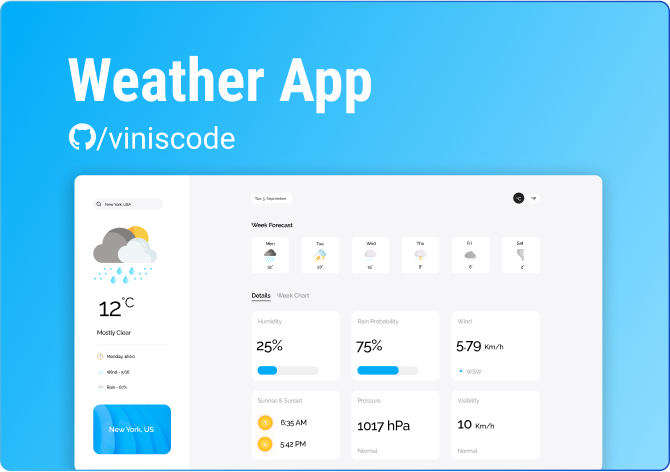 Weather App
/viniscode
New York, USA
Tue, 5 September
°C °F
Week Forecast
Mon Tue Wed Thu Fri Sat
12° 15° 8° 6° 2°
12°C
Mostly Clear
Monday, 16:00
Wind - 5.66
Rain - 67%
New York, US
Details Week Chart
Humidity Rain Probability Wind
25% 75% 5.79 Km/h
WSW
Sunrise & Sunset Pressure Visibility
6:35 AM
5:42 PM
1017 hPa 10 Km/h
Normal Normal